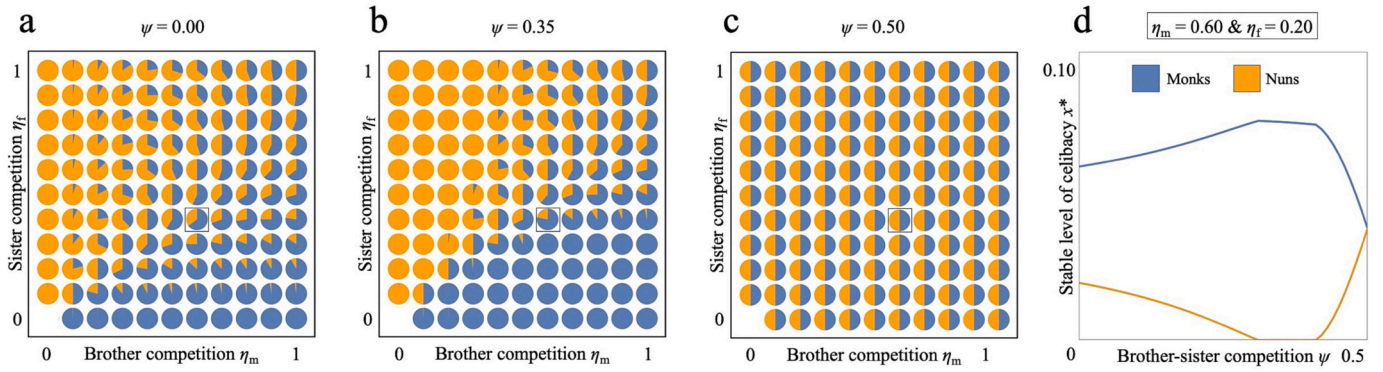 a
ψ = 0.00
1
Sister competition ηf
0
0
Brother competition ηm
1
b
ψ = 0.35
1
Sister competition ηf
0
0
Brother competition ηm
1
c
ψ = 0.50
1
Sister competition ηf
0
0
Brother competition ηm
1
d
ηm = 0.60 & ηf = 0.20
0.10
Monks
Nuns
Stable level of celibacy x*
0
Brother-sister competition ψ
0.5